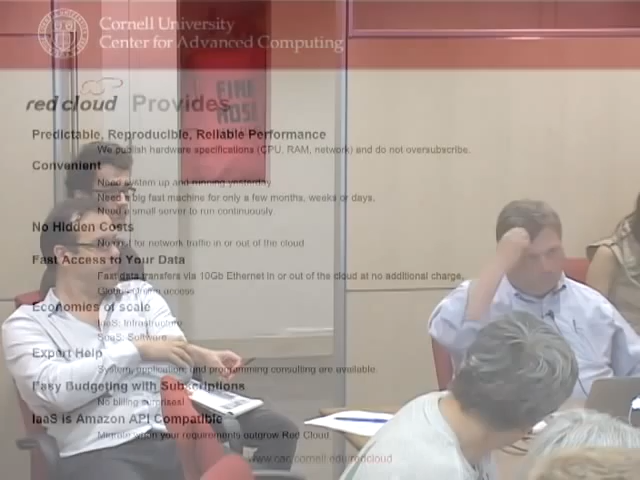 Cornell University
Center for Advanced Computing
FIRE
HOSE
red cloud Provides
Predictable, Reproducible, Reliable Performance
We publish hardware specifications (CPU, RAM, network) and do not oversubscribe.
Convenient
Need system up and running yesterday
Need a big fast machine for only a few months, weeks or days.
Need a small server to run continuously
No Hidden Costs
No cost for network traffic in or out of the cloud
Fast Access to Your Data
Fast data transfers via 10Gb Ethernet in or out of the cloud at no additional charge.
access
Economies of scale
IaaS: Infrastructure
SaaS: Software
Expert Help
System, application, and programming consulting are available.
Easy Budgeting with Subscriptions
No billing surprises!
IaaS is Amazon API Compatible
Migrate when your requirements outgrow Red Cloud.
www.cac.cornell.edu/redcloud